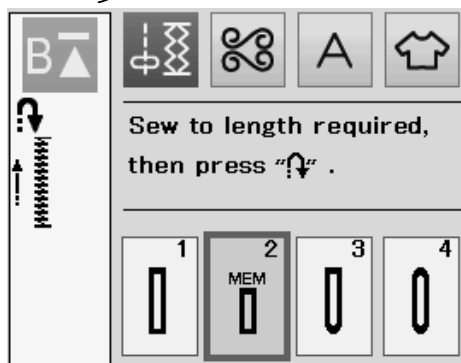 B
A
Sew to length required,
then press "↷" .
1
2
3
4
MEM